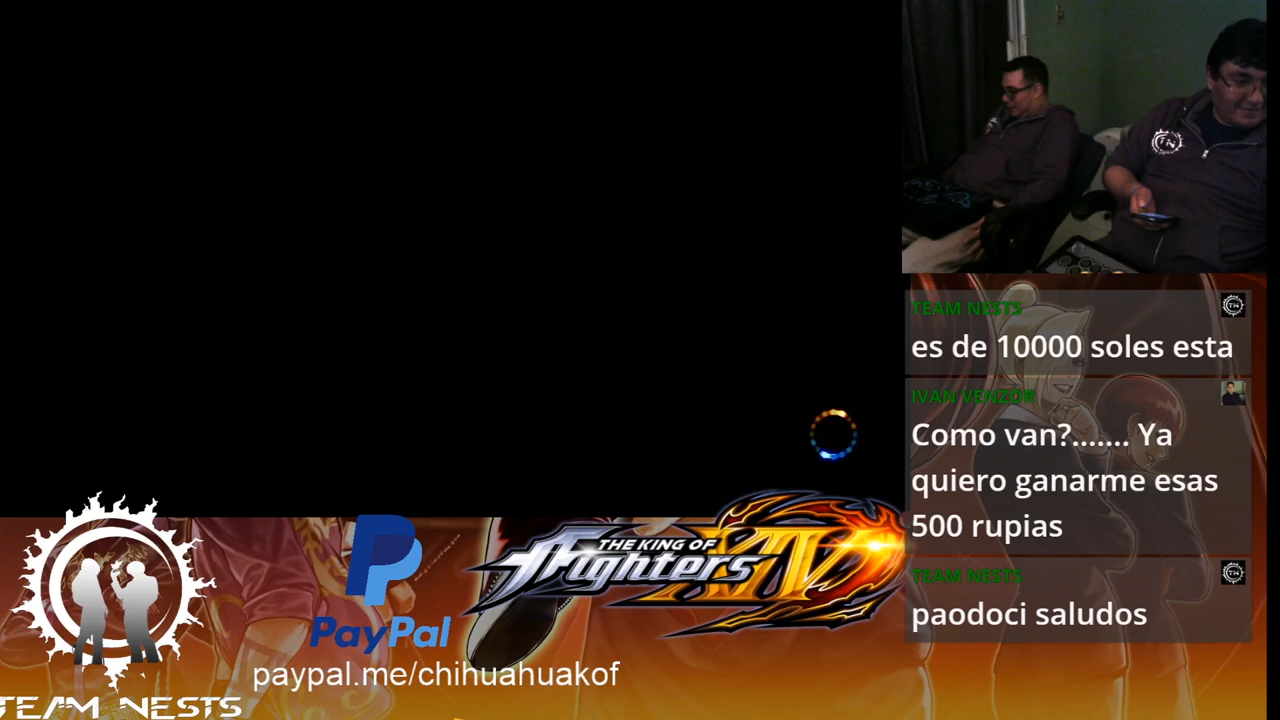 TEAM NESTS
es de 10000 soles esta
IVAN VENZOR
Como van?....... Ya
quiero ganarme esas
500 rupias
TEAM NESTS
paodoci saludos
THE KING OF
Fighters XIV
PayPal
paypal.me/chihuahuakof
TEAM NESTS
TN